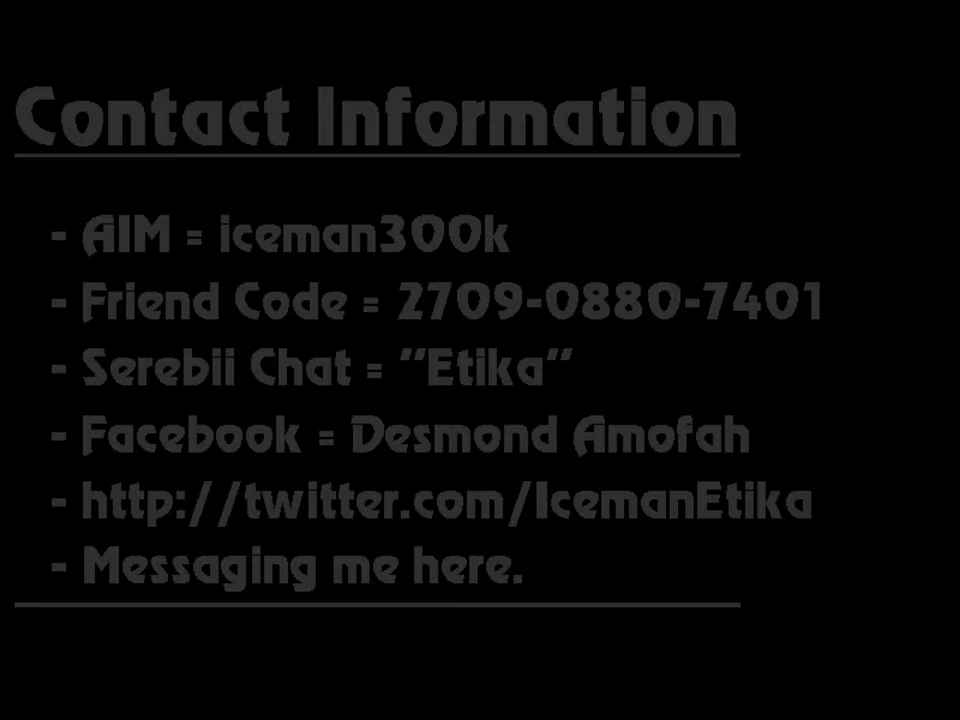 Contact Information
- AIM = iceman300k
- Friend Code = 2709-0880-7401
- Serebii Chat = "Etika"
- Facebook = Desmond Amofah
- http://twitter.com/IcemanEtika
- Messaging me here.